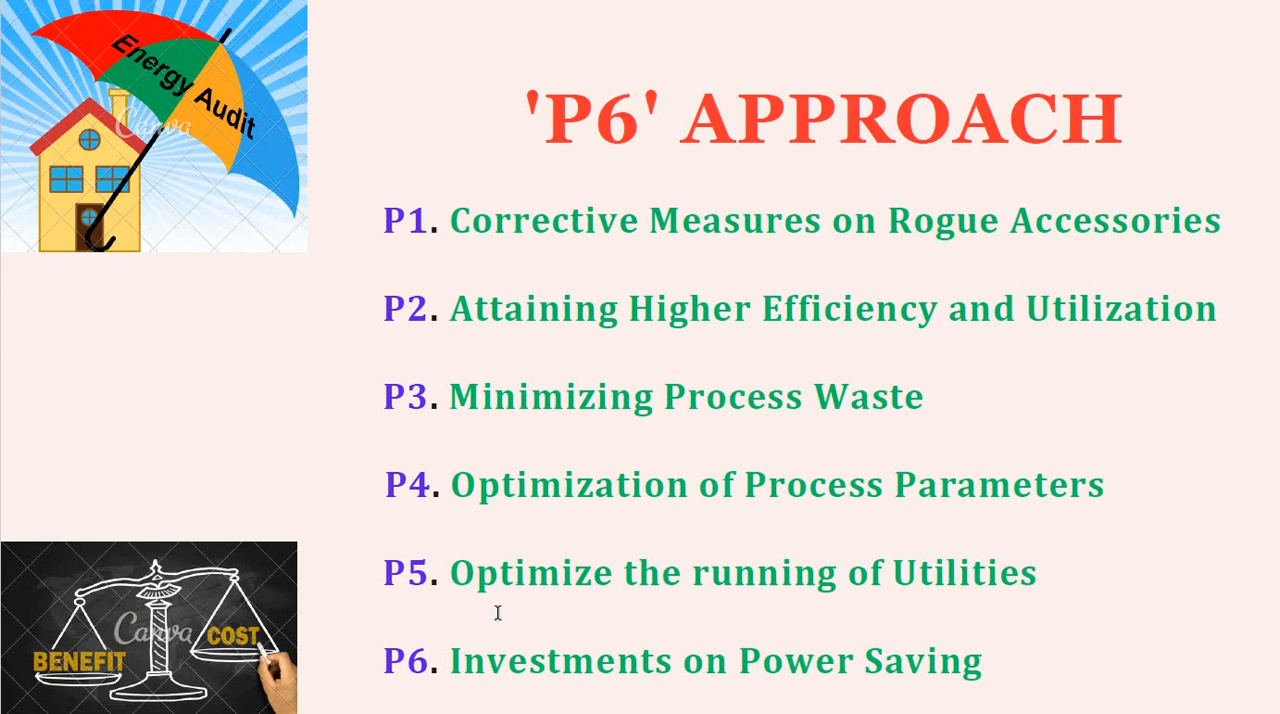 Energy Audit
Canva
'P6' APPROACH
P1. Corrective Measures on Rogue Accessories
P2. Attaining Higher Efficiency and Utilization
P3. Minimizing Process Waste
P4. Optimization of Process Parameters
P5. Optimize the running of Utilities
P6. Investments on Power Saving
Canva
COST
BENEFIT